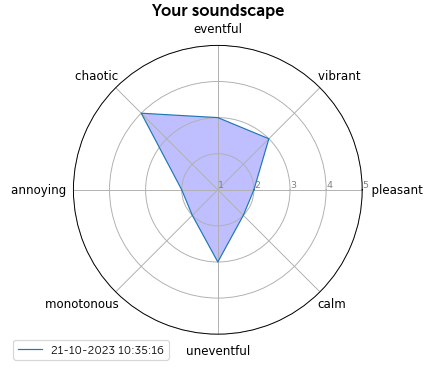 Your soundscape
eventful
chaotic
vibrant
annoying
1
2
3
4
5
pleasant
monotonous
calm
uneventful
21-10-2023 10:35:16